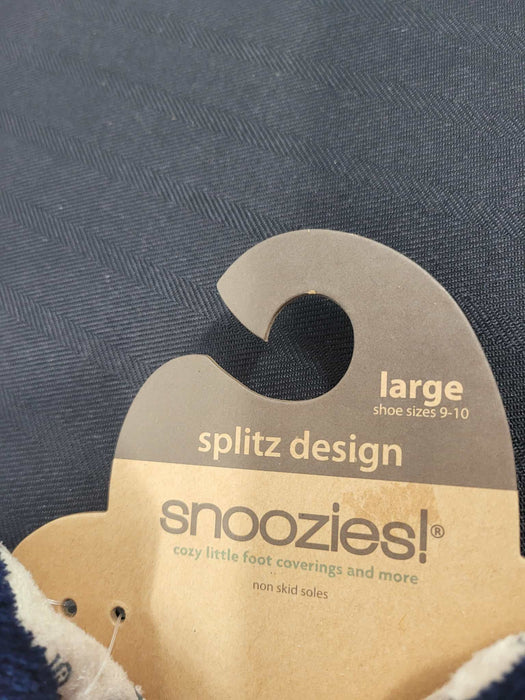 large
shoe sizes 9-10
splitz design
snoozies!®
cozy little foot coverings and more
non skid soles